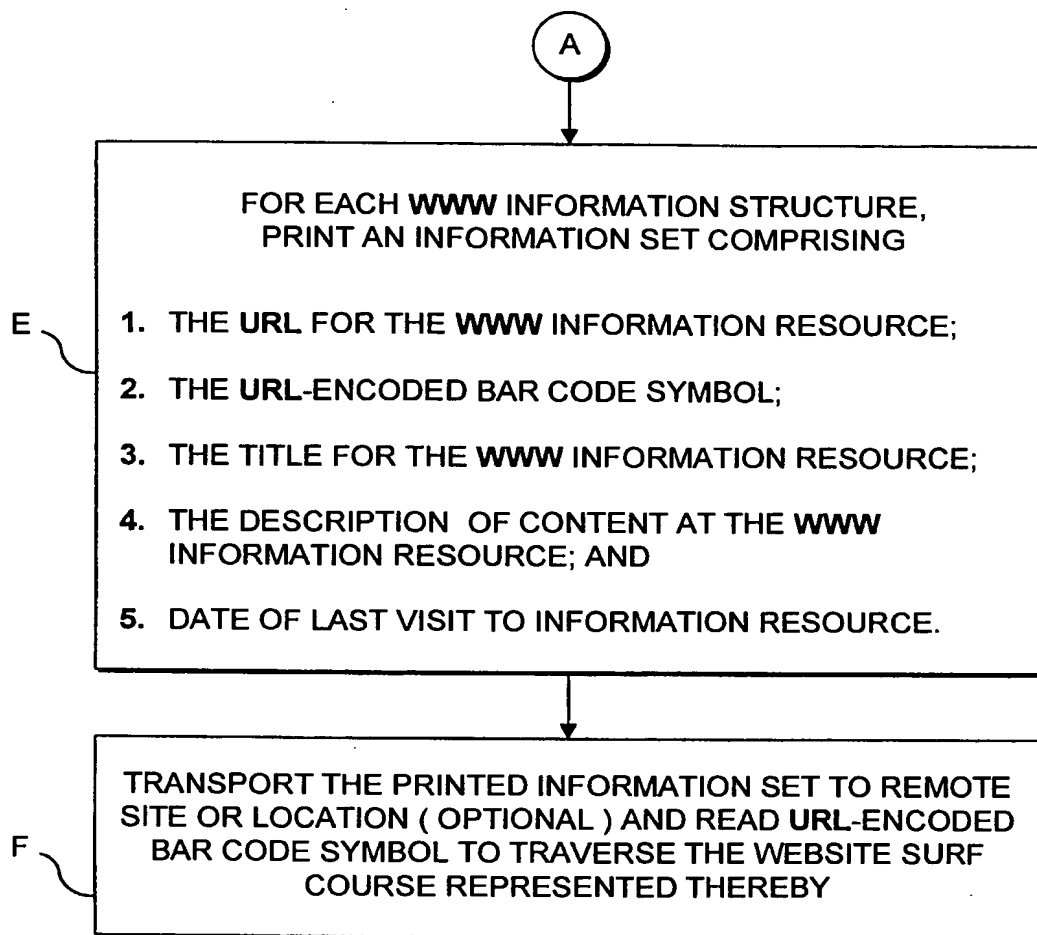 A
FOR EACH WWW INFORMATION STRUCTURE,
PRINT AN INFORMATION SET COMPRISING
E
1. THE URL FOR THE WWW INFORMATION RESOURCE;
2. THE URL-ENCODED BAR CODE SYMBOL;
3. THE TITLE FOR THE WWW INFORMATION RESOURCE;
4. THE DESCRIPTION OF CONTENT AT THE WWW
INFORMATION RESOURCE; AND
5. DATE OF LAST VISIT TO INFORMATION RESOURCE.
TRANSPORT THE PRINTED INFORMATION SET TO REMOTE
SITE OR LOCATION ( OPTIONAL ) AND READ URL-ENCODED
BAR CODE SYMBOL TO TRAVERSE THE WEBSITE SURF
COURSE REPRESENTED THEREBY
F